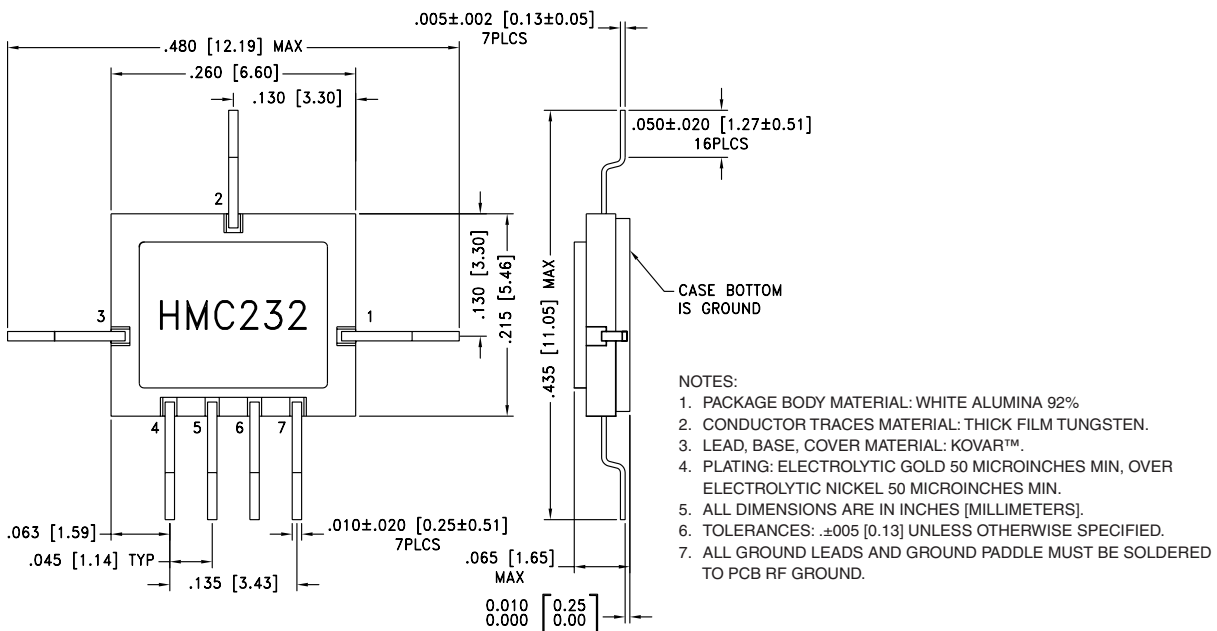 .005±.002 [0.13±0.05]
7PLCS
.480 [12.19] MAX
.260 [6.60]
.130 [3.30]
.050±.020 [1.27±0.51]
16PLCS
2
.130 [3.30]
.215 [5.46]
.435 [11.05] MAX
CASE BOTTOM
IS GROUND
3
HMC232
1
4
5
6
7
.063 [1.59]
.045 [1.14] TYP
.135 [3.43]
.010±.020 [0.25±0.51]
7PLCS
.065 [1.65]
MAX
0.010 [0.25
0.000 0.00]
NOTES:
1. PACKAGE BODY MATERIAL: WHITE ALUMINA 92%
2. CONDUCTOR TRACES MATERIAL: THICK FILM TUNGSTEN.
3. LEAD, BASE, COVER MATERIAL: KOVAR™.
4. PLATING: ELECTROLYTIC GOLD 50 MICROINCHES MIN, OVER
ELECTROLYTIC NICKEL 50 MICROINCHES MIN.
5. ALL DIMENSIONS ARE IN INCHES [MILLIMETERS].
6. TOLERANCES: .±005 [0.13] UNLESS OTHERWISE SPECIFIED.
7. ALL GROUND LEADS AND GROUND PADDLE MUST BE SOLDERED
TO PCB RF GROUND.